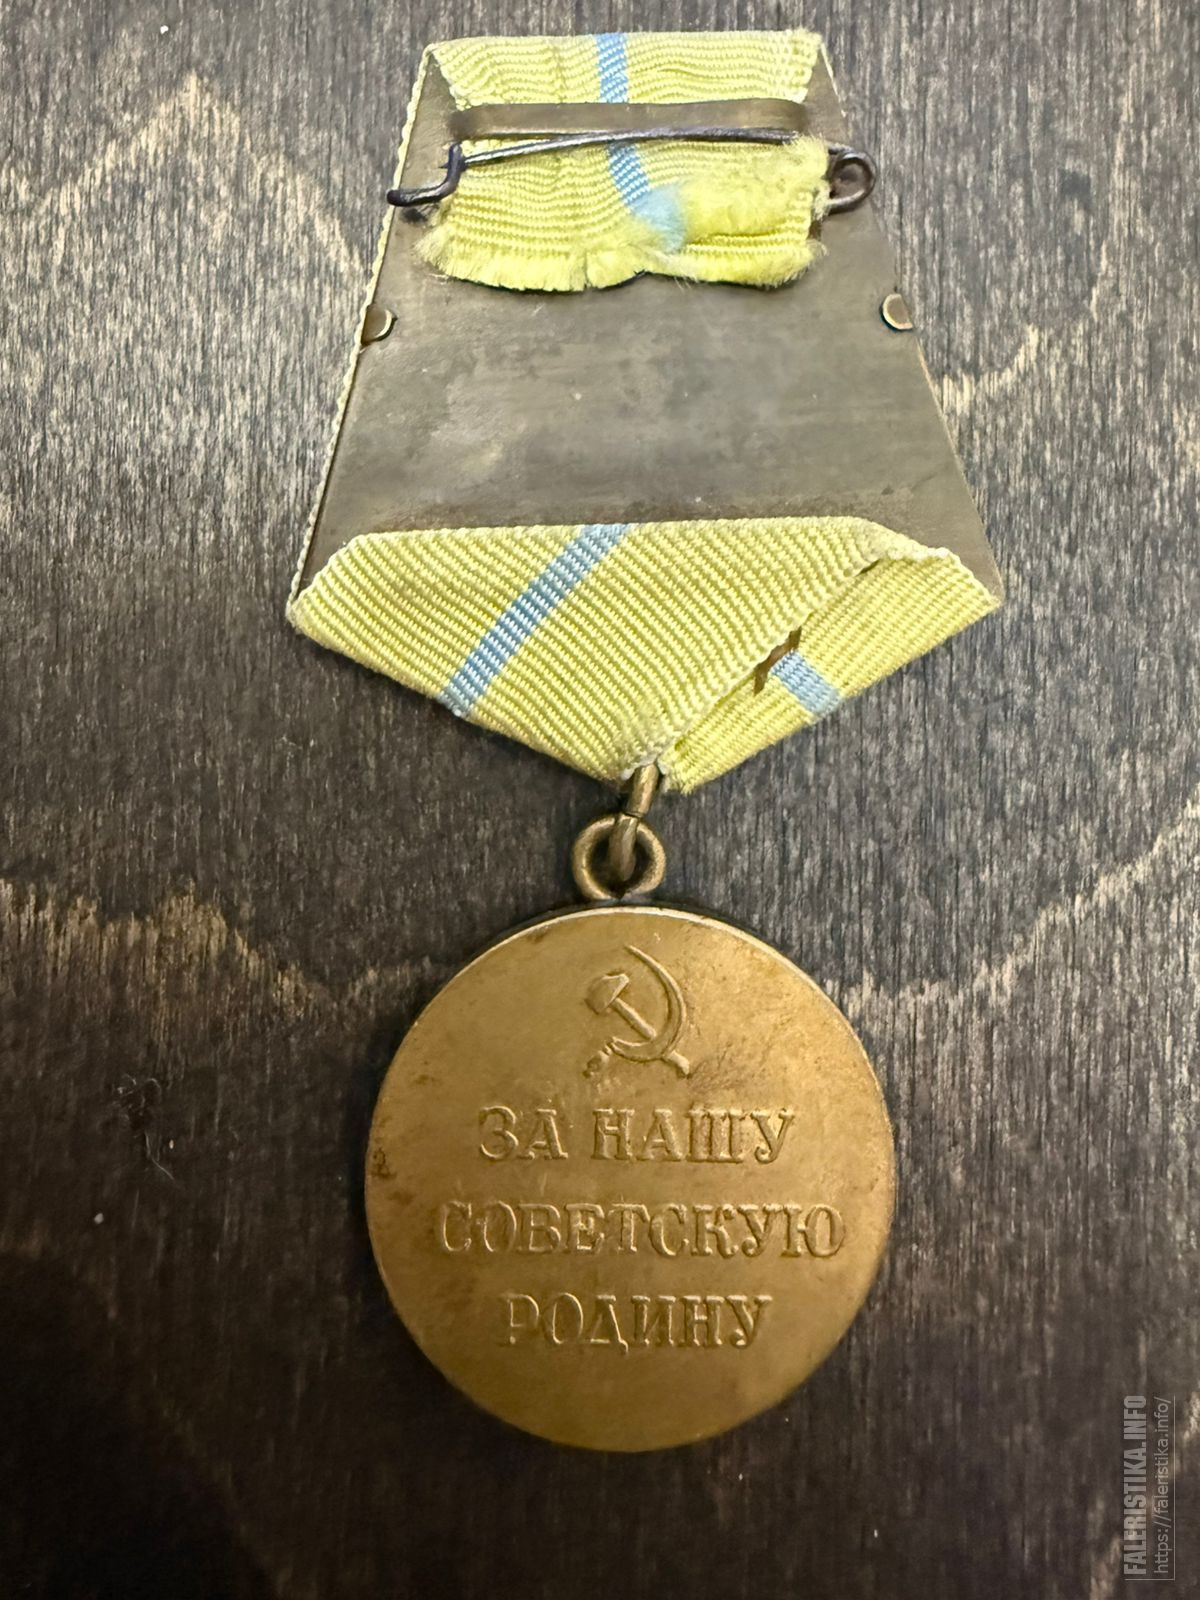 ЗА НАШУ
СОВЕТСКУЮ
РОДИНУ
FALERISTIKA.INFO
https://faleristika.info/